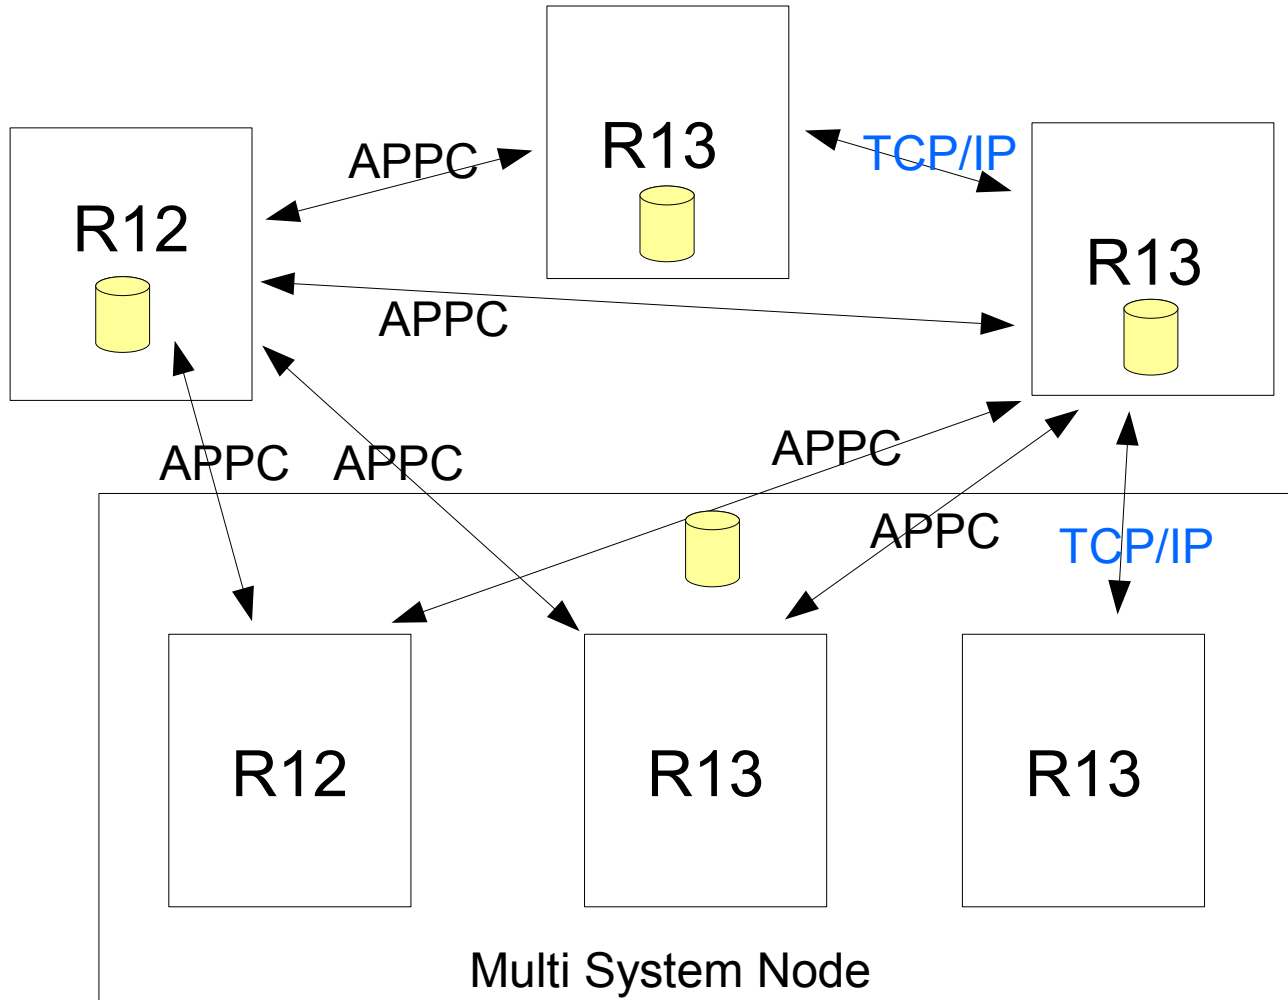 R13
APPC
TCP/IP
R12
R13
APPC
APPC
APPC
APPC
APPC
TCP/IP
R12
R13
R13
Multi System Node